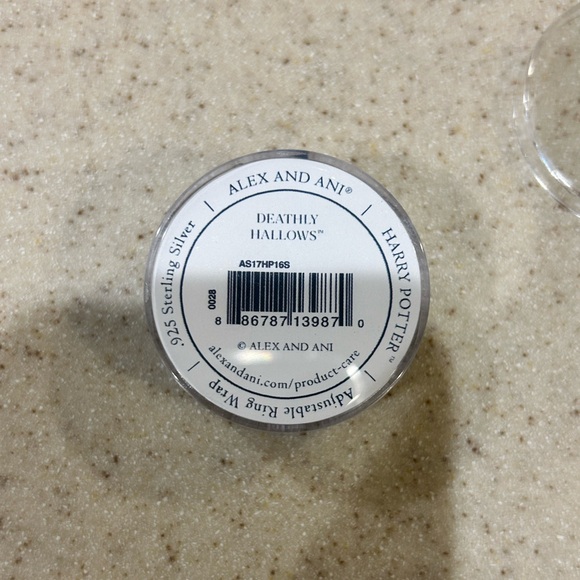 ALEX AND ANI®
HARRY POTTER™
Adjustable Ring Wrap
.925 Sterling Silver
DEATHLY
HALLOWS™
AS17HP16S
0028
8 86787 13987 0
© ALEX AND ANI
alexandani.com/product-care